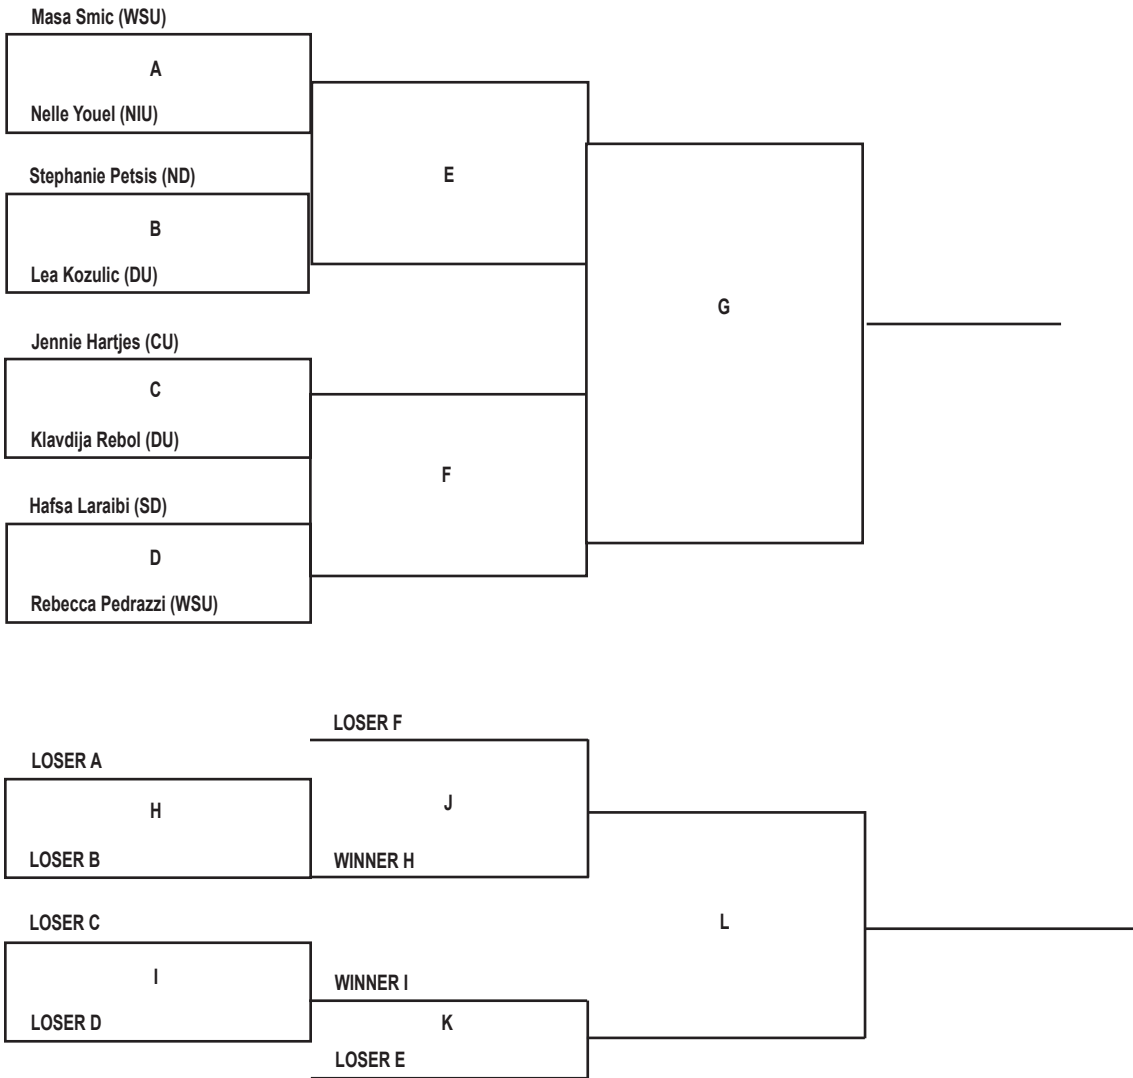 Masa Smic (WSU)
A
Nelle Youel (NIU)
Stephanie Petsis (ND)
E
B
Lea Kozulic (DU)
G
Jennie Hartjes (CU)
C
Klavdija Rebol (DU)
F
Hafsa Laraibi (SD)
D
Rebecca Pedrazzi (WSU)
LOSER F
LOSER A
J
H
LOSER B
WINNER H
LOSER C
L
I
WINNER I
LOSER D
K
LOSER E